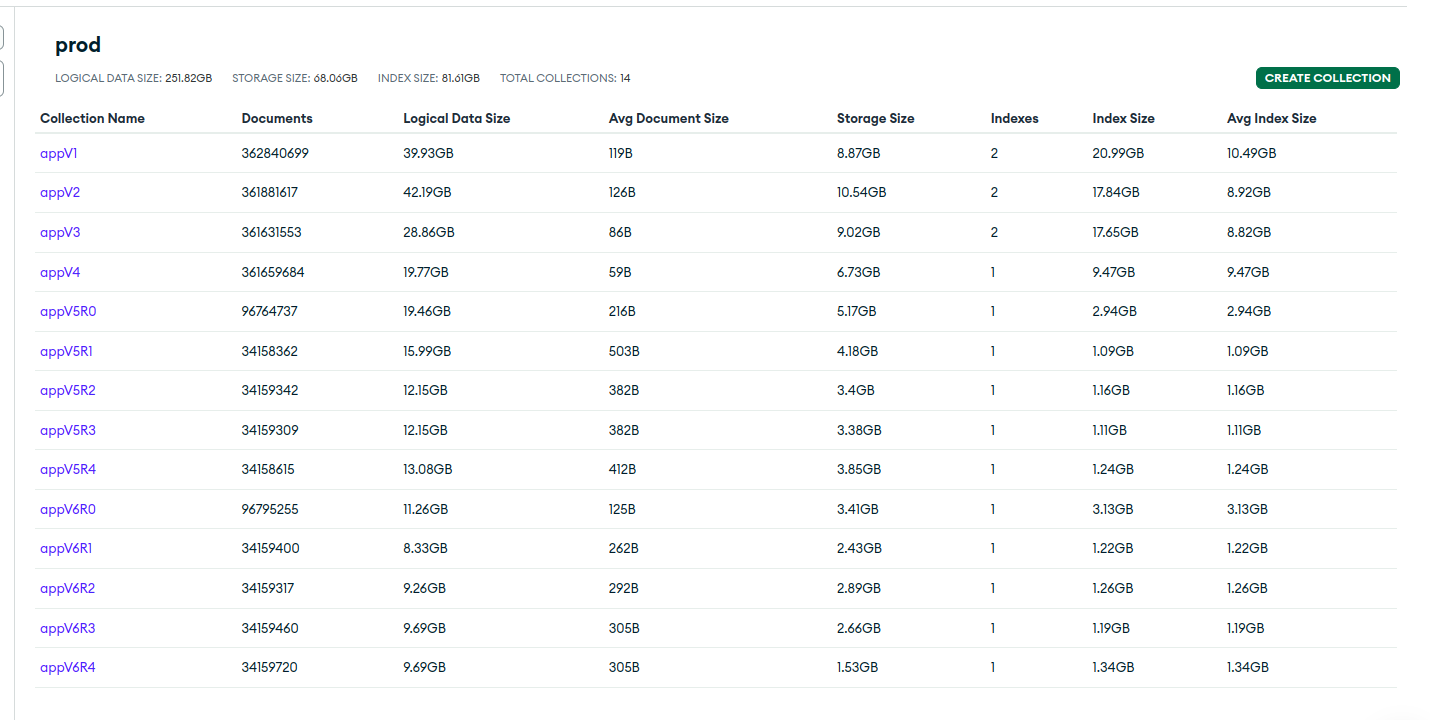 prod
LOGICAL DATA SIZE: 251.82GB STORAGE SIZE: 68.06GB INDEX SIZE: 81.61GB TOTAL COLLECTIONS: 14
CREATE COLLECTION
Collection Name Documents Logical Data Size Avg Document Size Storage Size Indexes Index Size Avg Index Size
appV1 362840699 39.93GB 119B 8.87GB 2 20.99GB 10.49GB
appV2 361881617 42.19GB 126B 10.54GB 2 17.84GB 8.92GB
appV3 361631553 28.86GB 86B 9.02GB 2 17.65GB 8.82GB
appV4 361659684 19.77GB 59B 6.73GB 1 9.47GB 9.47GB
appV5R0 96764737 19.46GB 216B 5.17GB 1 2.94GB 2.94GB
appV5R1 34158362 15.99GB 503B 4.18GB 1 1.09GB 1.09GB
appV5R2 34159342 12.15GB 382B 3.4GB 1 1.16GB 1.16GB
appV5R3 34159309 12.15GB 382B 3.38GB 1 1.11GB 1.11GB
appV5R4 34158615 13.08GB 412B 3.85GB 1 1.24GB 1.24GB
appV6R0 96795255 11.26GB 125B 3.41GB 1 3.13GB 3.13GB
appV6R1 34159400 8.33GB 262B 2.43GB 1 1.22GB 1.22GB
appV6R2 34159317 9.26GB 292B 2.89GB 1 1.26GB 1.26GB
appV6R3 34159460 9.69GB 305B 2.66GB 1 1.19GB 1.19GB
appV6R4 34159720 9.69GB 305B 1.53GB 1 1.34GB 1.34GB